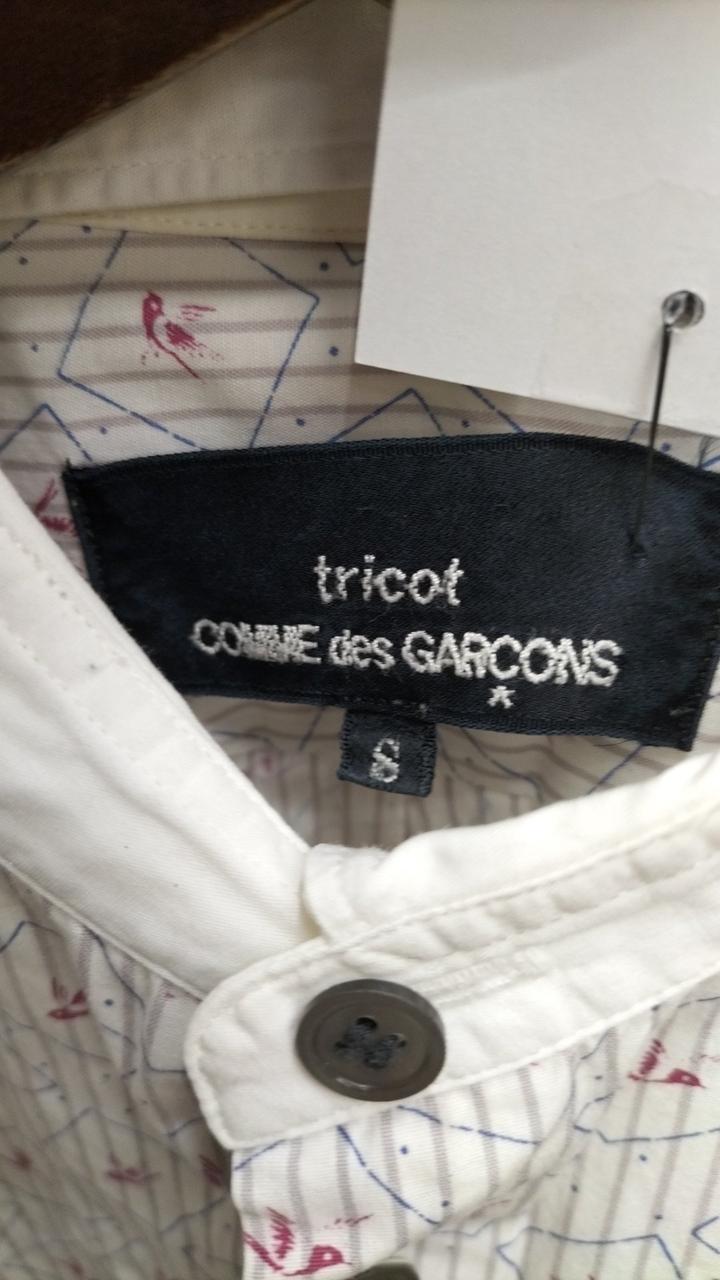 tricot
COMME des GARCONS
*
S